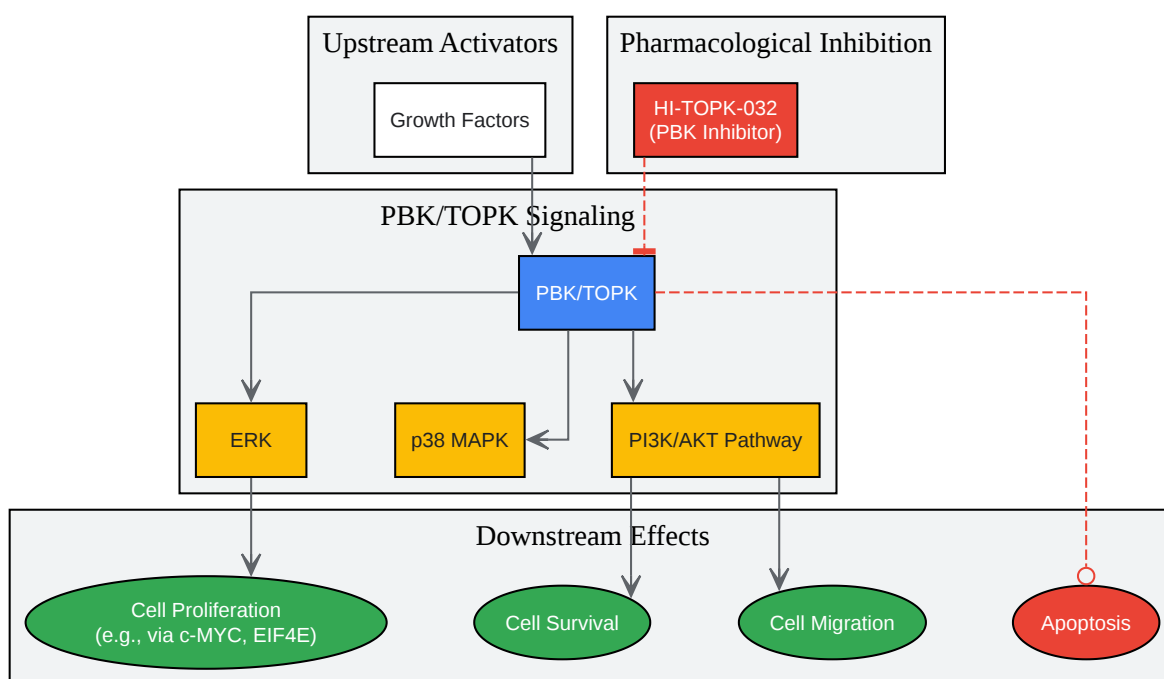 Upstream Activators
Pharmacological Inhibition
Growth Factors
HI-TOPK-032
(PBK Inhibitor)
PBK/TOPK Signaling
PBK/TOPK
ERK
p38 MAPK
PI3K/AKT Pathway
Downstream Effects
Cell Proliferation
(e.g., via c-MYC, EIF4E)
Cell Survival
Cell Migration
Apoptosis